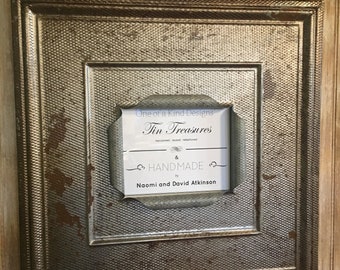 One of a Kind Designs
Tin Treasures
&
HANDMADE
by
Naomi and David Atkinson